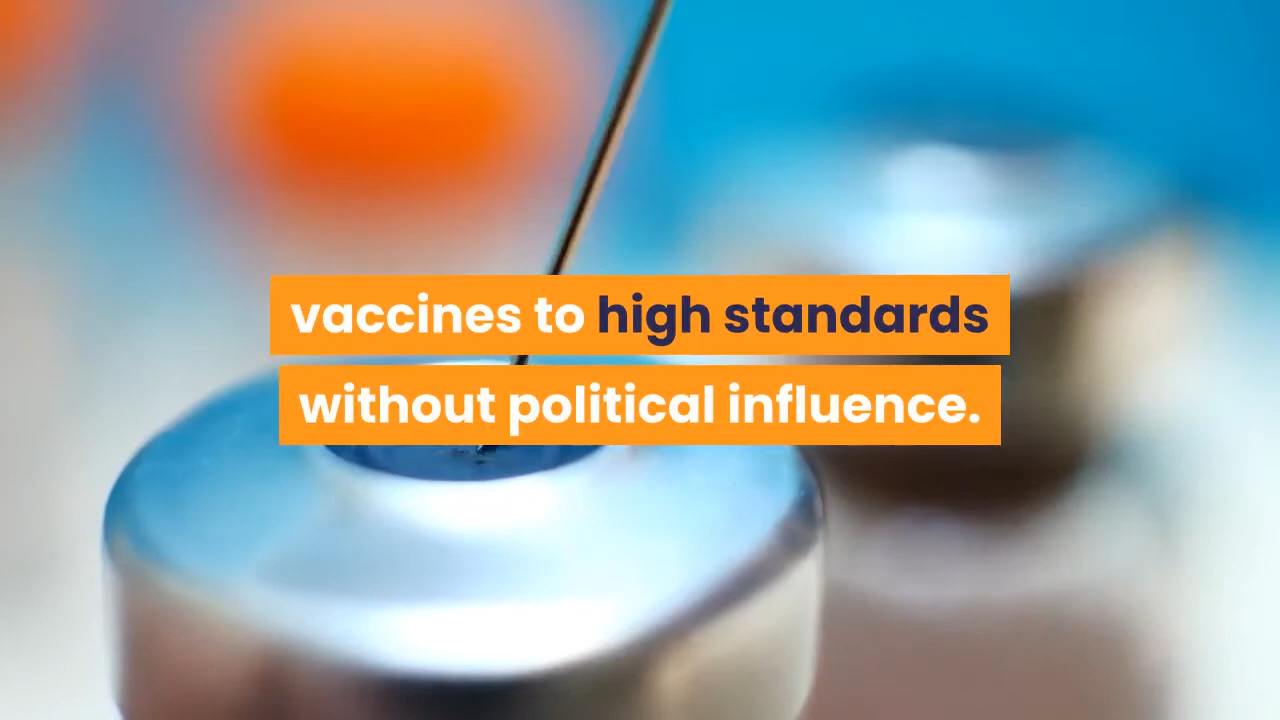 vaccines to high standards
without political influence.